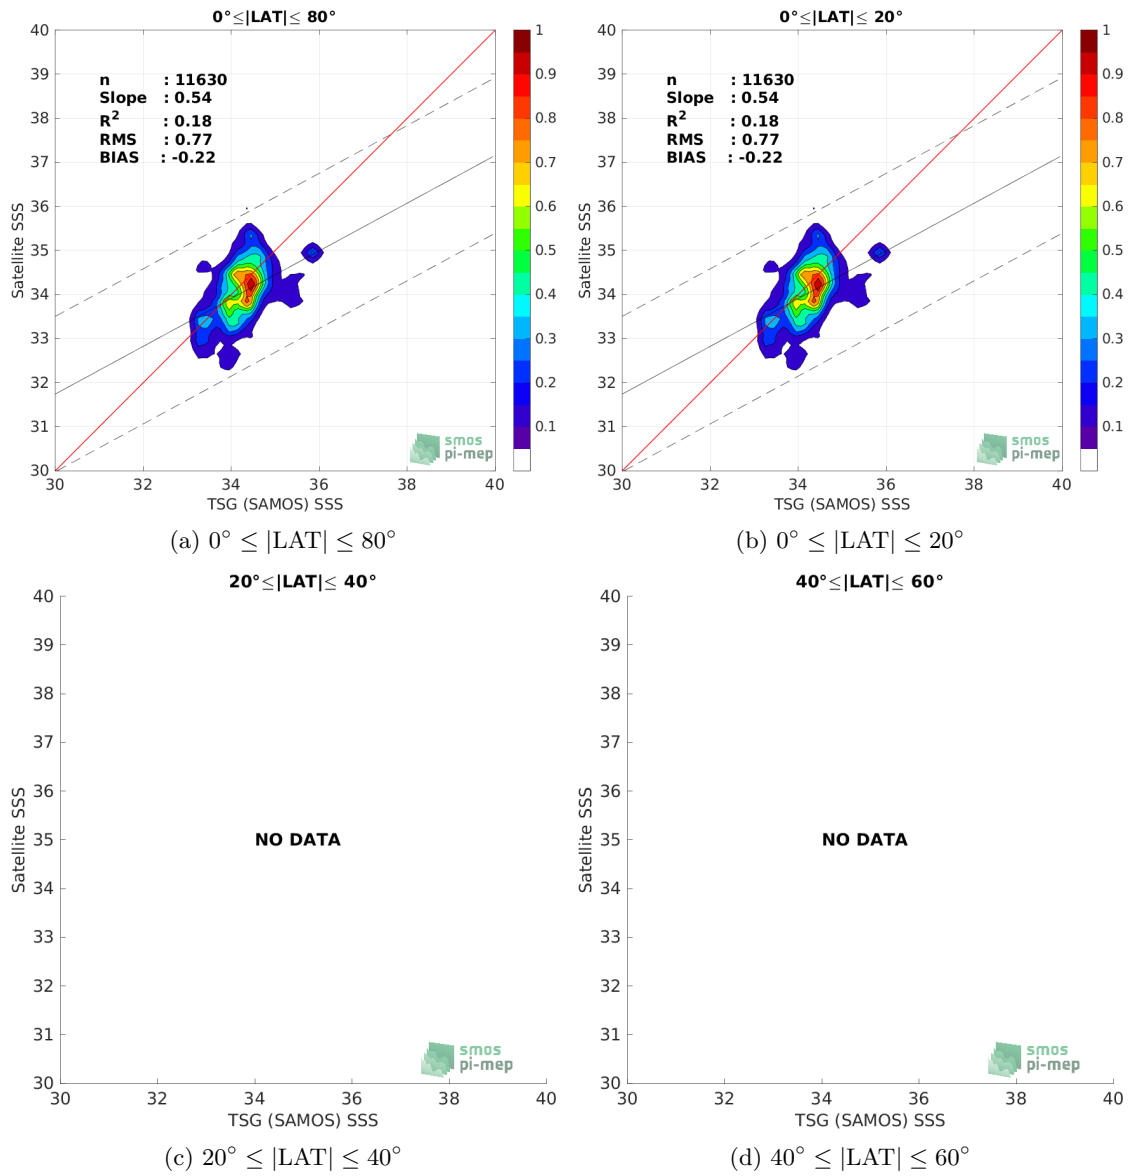 0°≤|LAT|≤ 80°
40
39
38
37
36
35
34
33
32
31
30
Satellite SSS
n : 11630
Slope : 0.54
R² : 0.18
RMS : 0.77
BIAS : -0.22
1
0.9
0.8
0.7
0.6
0.5
0.4
0.3
0.2
0.1
smos
pi-mep
30 32 34 36 38 40
TSG (SAMOS) SSS
(a) 0° ≤ |LAT| ≤ 80°
0°≤|LAT|≤ 20°
40
39
38
37
36
35
34
33
32
31
30
Satellite SSS
n : 11630
Slope : 0.54
R² : 0.18
RMS : 0.77
BIAS : -0.22
1
0.9
0.8
0.7
0.6
0.5
0.4
0.3
0.2
0.1
smos
pi-mep
30 32 34 36 38 40
TSG (SAMOS) SSS
(b) 0° ≤ |LAT| ≤ 20°
20°≤|LAT|≤ 40°
40
39
38
37
36
35
34
33
32
31
30
Satellite SSS
NO DATA
smos
pi-mep
30 32 34 36 38 40
TSG (SAMOS) SSS
(c) 20° ≤ |LAT| ≤ 40°
40°≤|LAT|≤ 60°
40
39
38
37
36
35
34
33
32
31
30
Satellite SSS
NO DATA
smos
pi-mep
30 32 34 36 38 40
TSG (SAMOS) SSS
(d) 40° ≤ |LAT| ≤ 60°